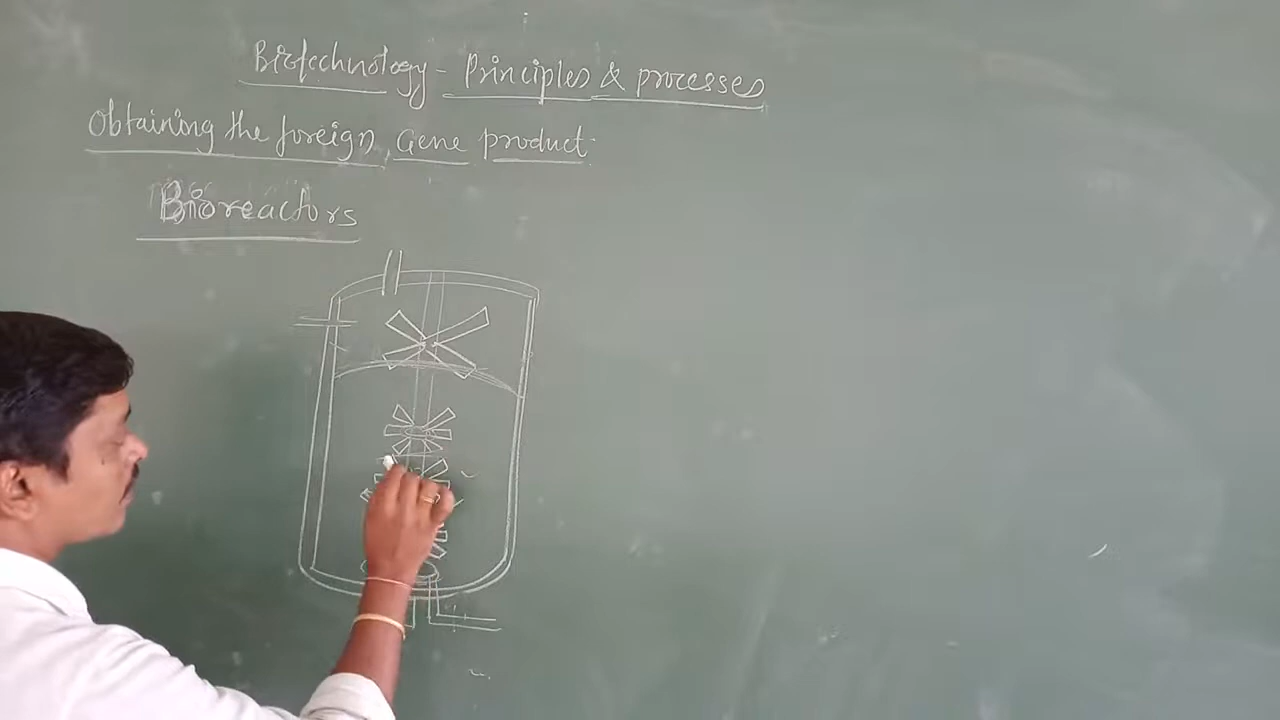 Biotechnology - Principles & processes
Obtaining the foreign Gene product.
Bioreactors